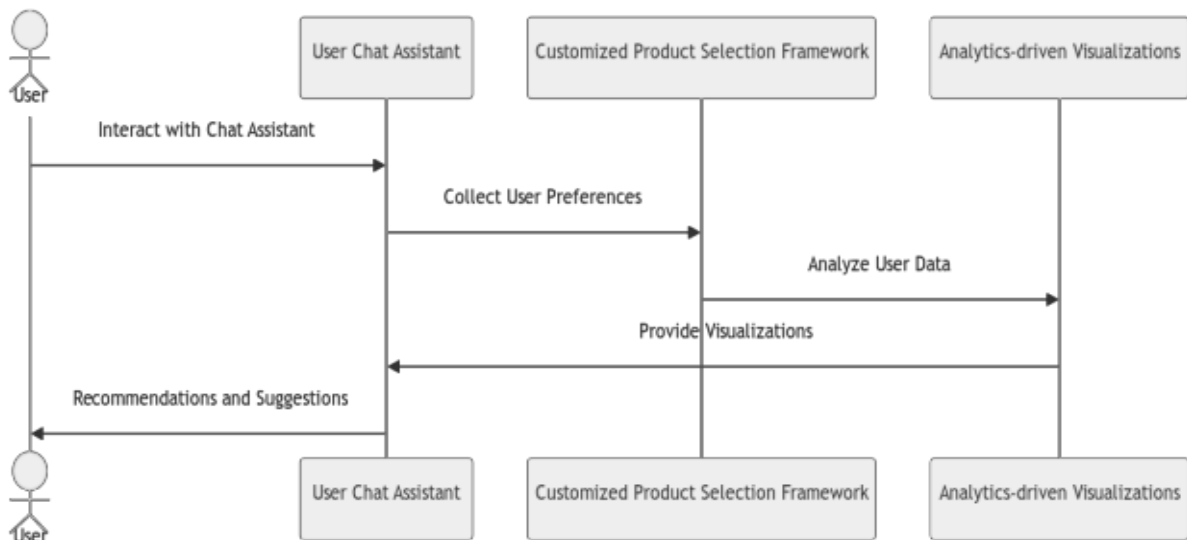 User Chat Assistant
Customized Product Selection Framework
Analytics-driven Visualizations
User
Interact with Chat Assistant
Collect User Preferences
Analyze User Data
Provide Visualizations
Recommendations and Suggestions
User Chat Assistant
Customized Product Selection Framework
Analytics-driven Visualizations
User